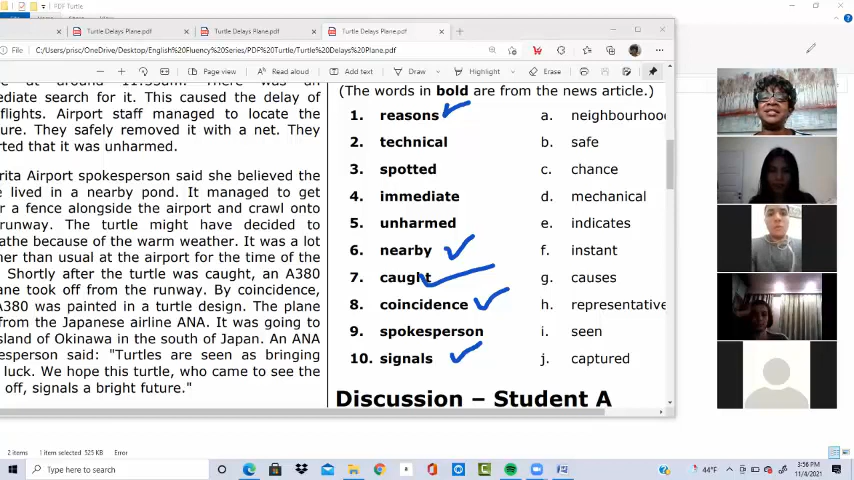 PDF Turtle
Turtle Delays Plane.pdf
Turtle Delays Plane.pdf
Turtle Delays Plane.pdf
File
C:/Users/prisc/OneDrive/Desktop/English%20Fluency%20Series/PDF%20Turtle/Turtle%20Delays%20Plane.pdf
Page view
Read aloud
Add text
Draw
Highlight
Erase
ediate search for it. This caused the delay of
flights. Airport staff managed to locate the
ure. They safely removed it with a net. They
rted that it was unharmed.
rita Airport spokesperson said she believed the
e lived in a nearby pond. It managed to get
r a fence alongside the airport and crawl onto
runway. The turtle might have decided to
athe because of the warm weather. It was a lot
her than usual at the airport for the time of the
Shortly after the turtle was caught, an A380
ane took off from the runway. By coincidence,
A380 was painted in a turtle design. The plane
from the Japanese airline ANA. It was going to
sland of Okinawa in the south of Japan. An ANA
esperson said: "Turtles are seen as bringing
luck. We hope this turtle, who came to see the
off, signals a bright future."
(The words in bold are from the news article.)
1. reasons a. neighbourhoo
2. technical b. safe
3. spotted c. chance
4. immediate d. mechanical
5. unharmed e. indicates
6. nearby f. instant
7. caught g. causes
8. coincidence h. representative
9. spokesperson i. seen
10. signals j. captured
Discussion – Student A
2 items 1 item selected 525 KB Error
Type here to search
44°F
3:56 PM
11/4/2021